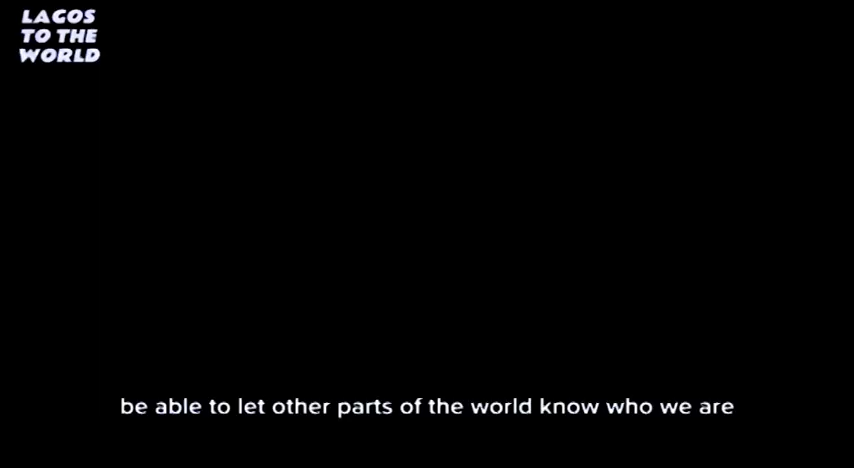 LAGOS
TO THE
WORLD
be able to let other parts of the world know who we are